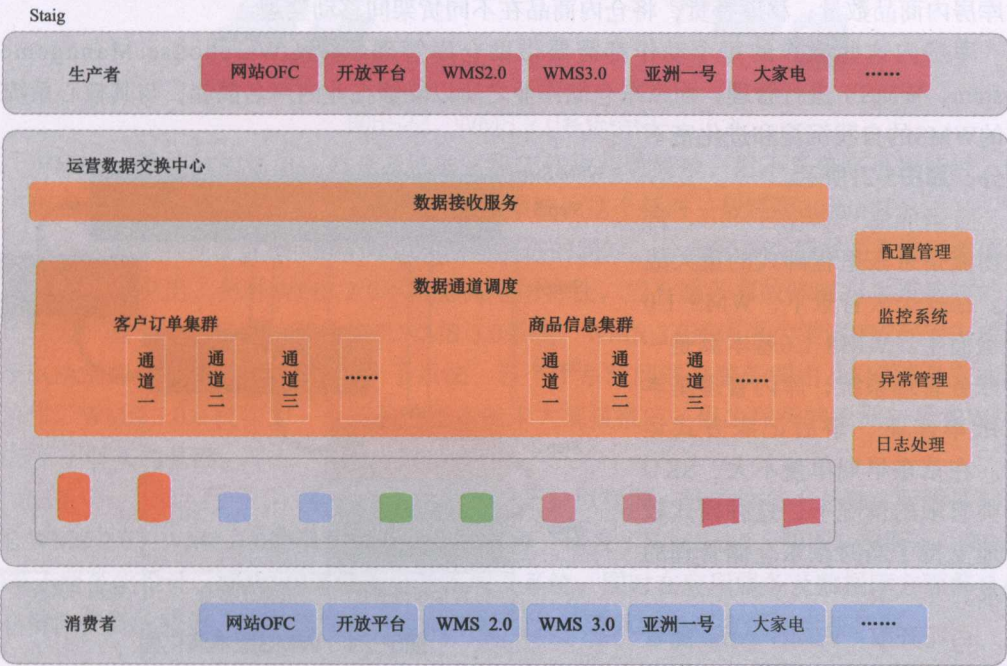 Staig
生产者 网站OFC 开放平台 WMS2.0 WMS3.0 亚洲一号 大家电 ……
运营数据交换中心
数据接收服务
数据通道调度
客户订单集群
通道一 通道二 通道三 ……
商品信息集群
通道一 通道二 通道三 ……
配置管理
监控系统
异常管理
日志处理
消费者 网站OFC 开放平台 WMS 2.0 WMS 3.0 亚洲一号 大家电 ……